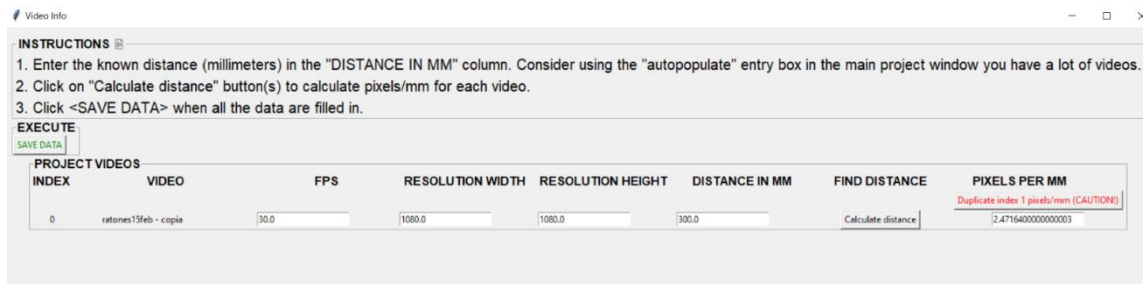 Video Info
INSTRUCTIONS
1. Enter the known distance (millimeters) in the "DISTANCE IN MM" column. Consider using the "autopopulate" entry box in the main project window you have a lot of videos.
2. Click on "Calculate distance" button(s) to calculate pixels/mm for each video.
3. Click <SAVE DATA> when all the data are filled in.
EXECUTE
SAVE DATA
PROJECT VIDEOS
INDEX VIDEO FPS RESOLUTION WIDTH RESOLUTION HEIGHT DISTANCE IN MM FIND DISTANCE PIXELS PER MM
Duplicate index 1 pixels/mm (CAUTION!)
0 ratones15feb - copia 30.0 1080.0 1080.0 300.0 Calculate distance 2.4716400000000003